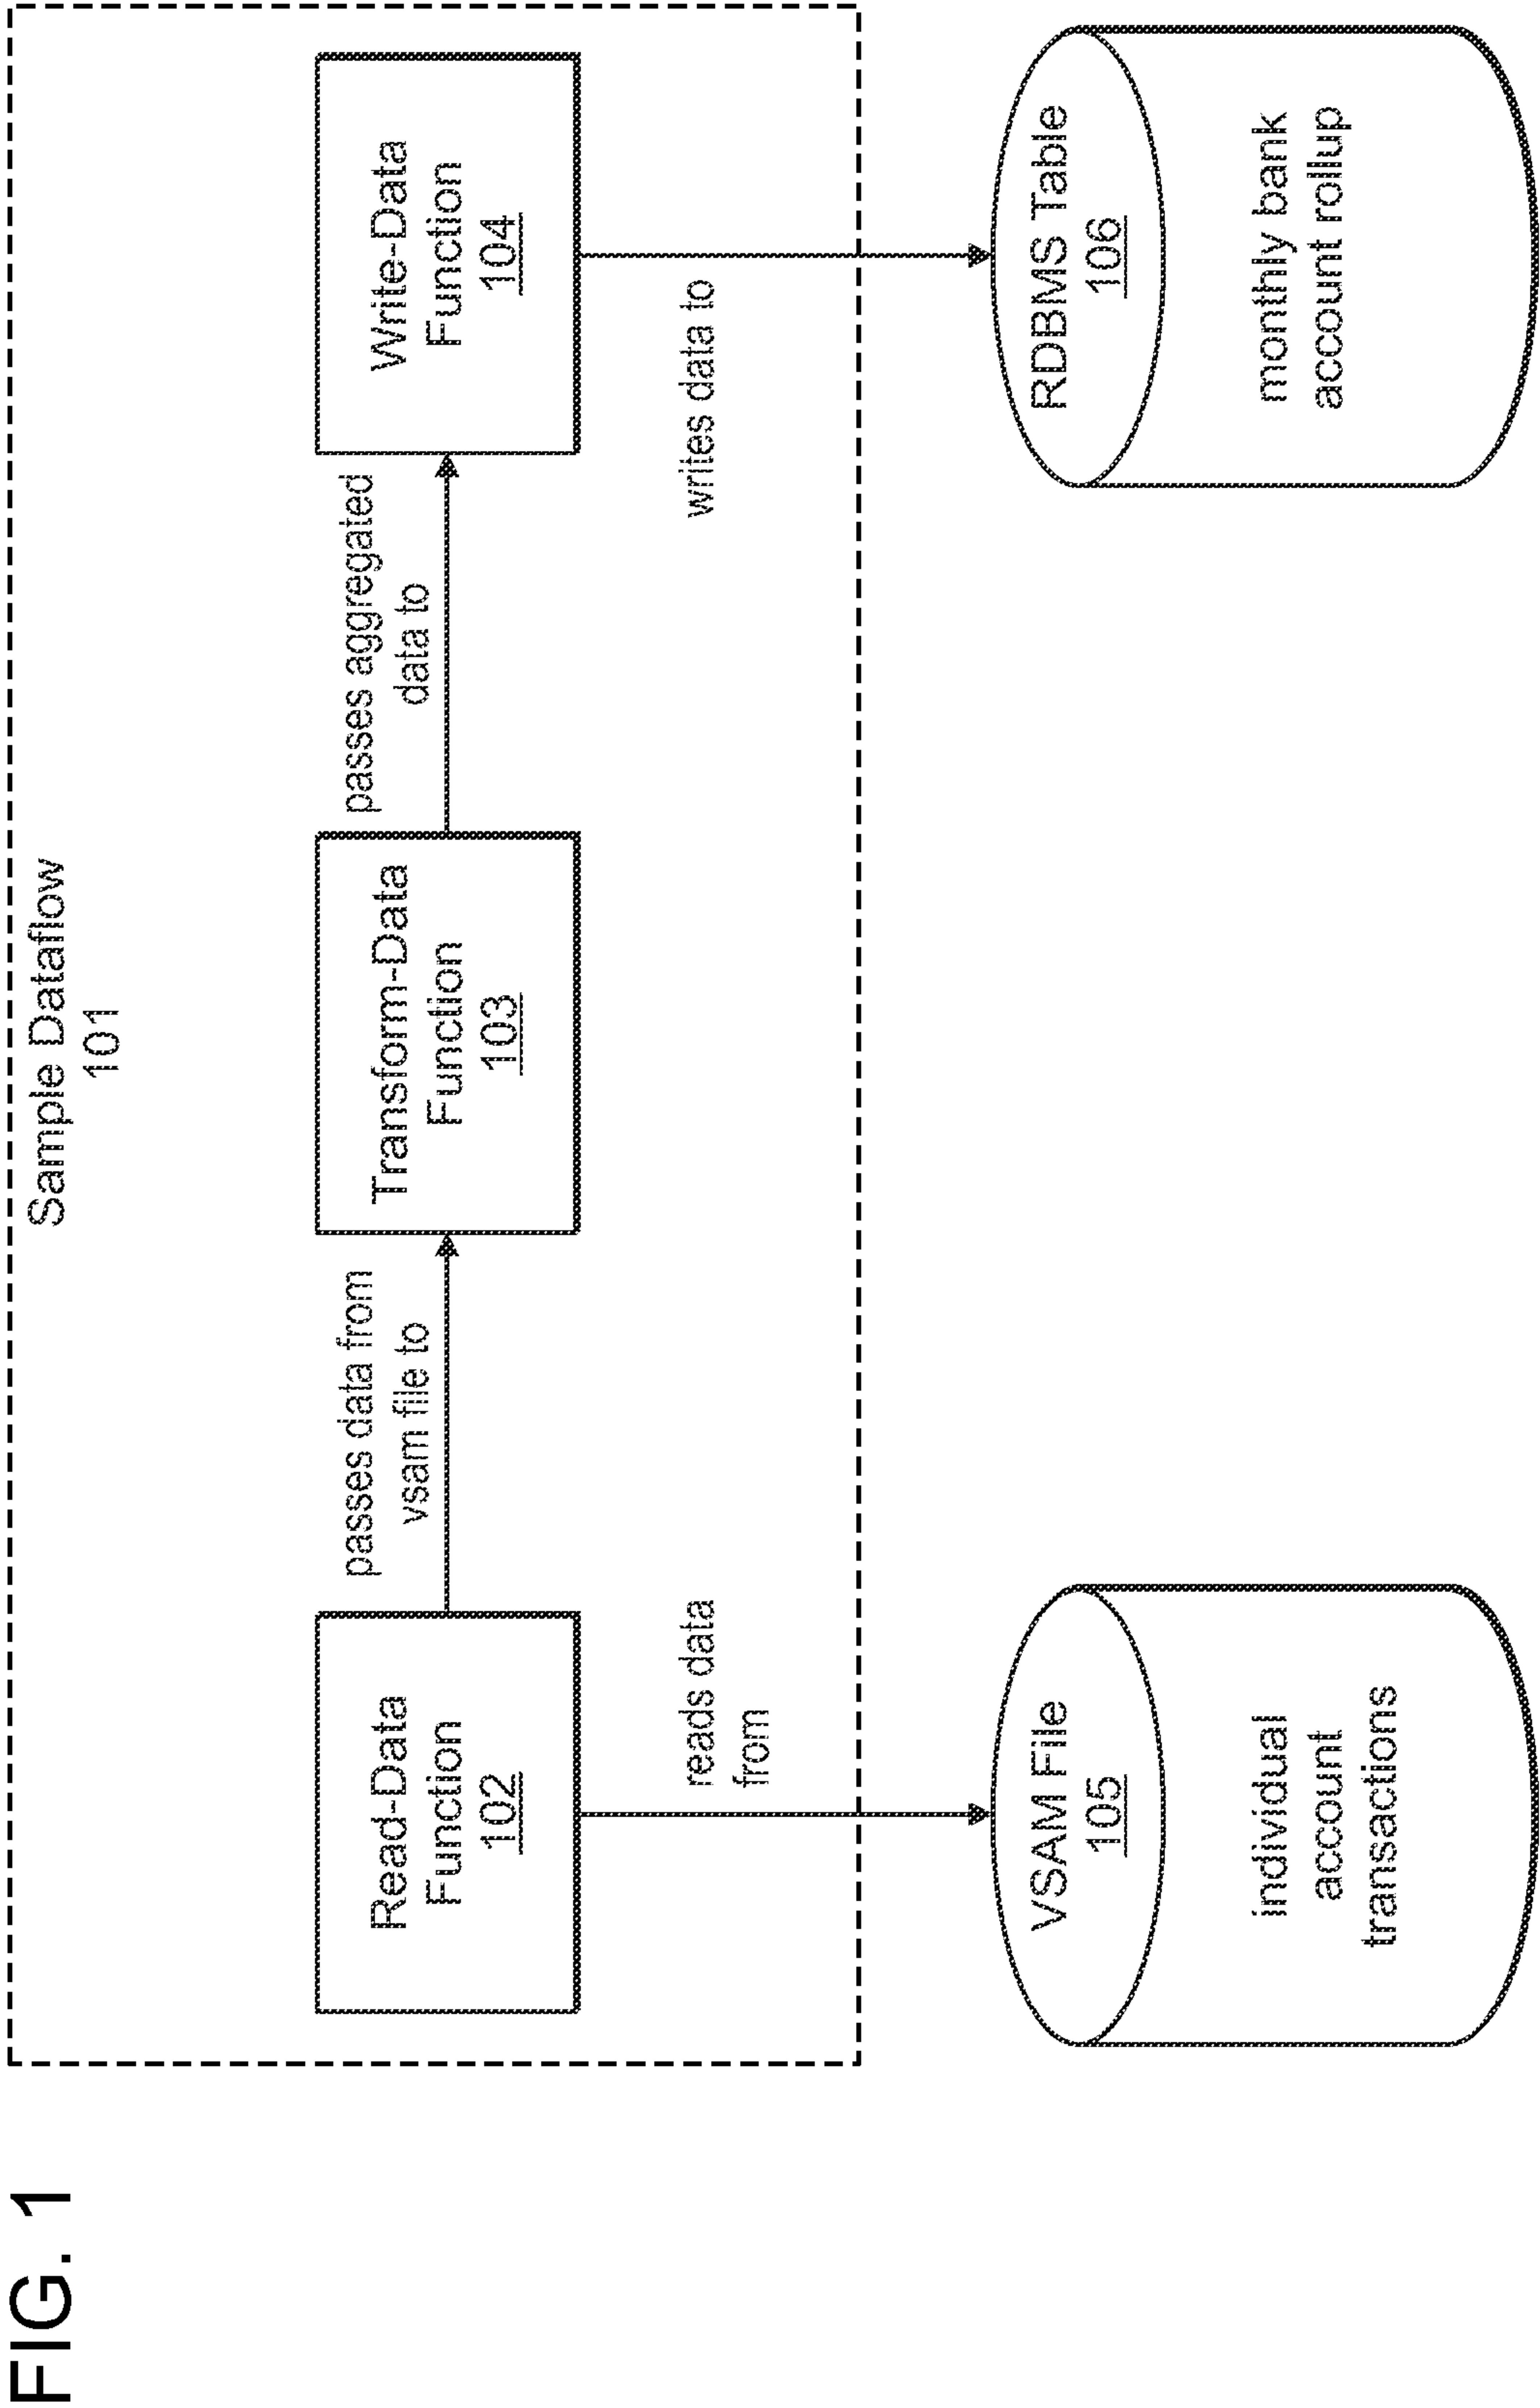 FIG. 1
Sample Dataflow
101
Read-Data
Function
102
passes data from
vsam file to
Transform-Data
Function
103
passes aggregated
data to
Write-Data
Function
104
reads data
from
writes data to
VSAM File
105
individual
account
transactions
RDBMS Table
106
monthly bank
account rollup